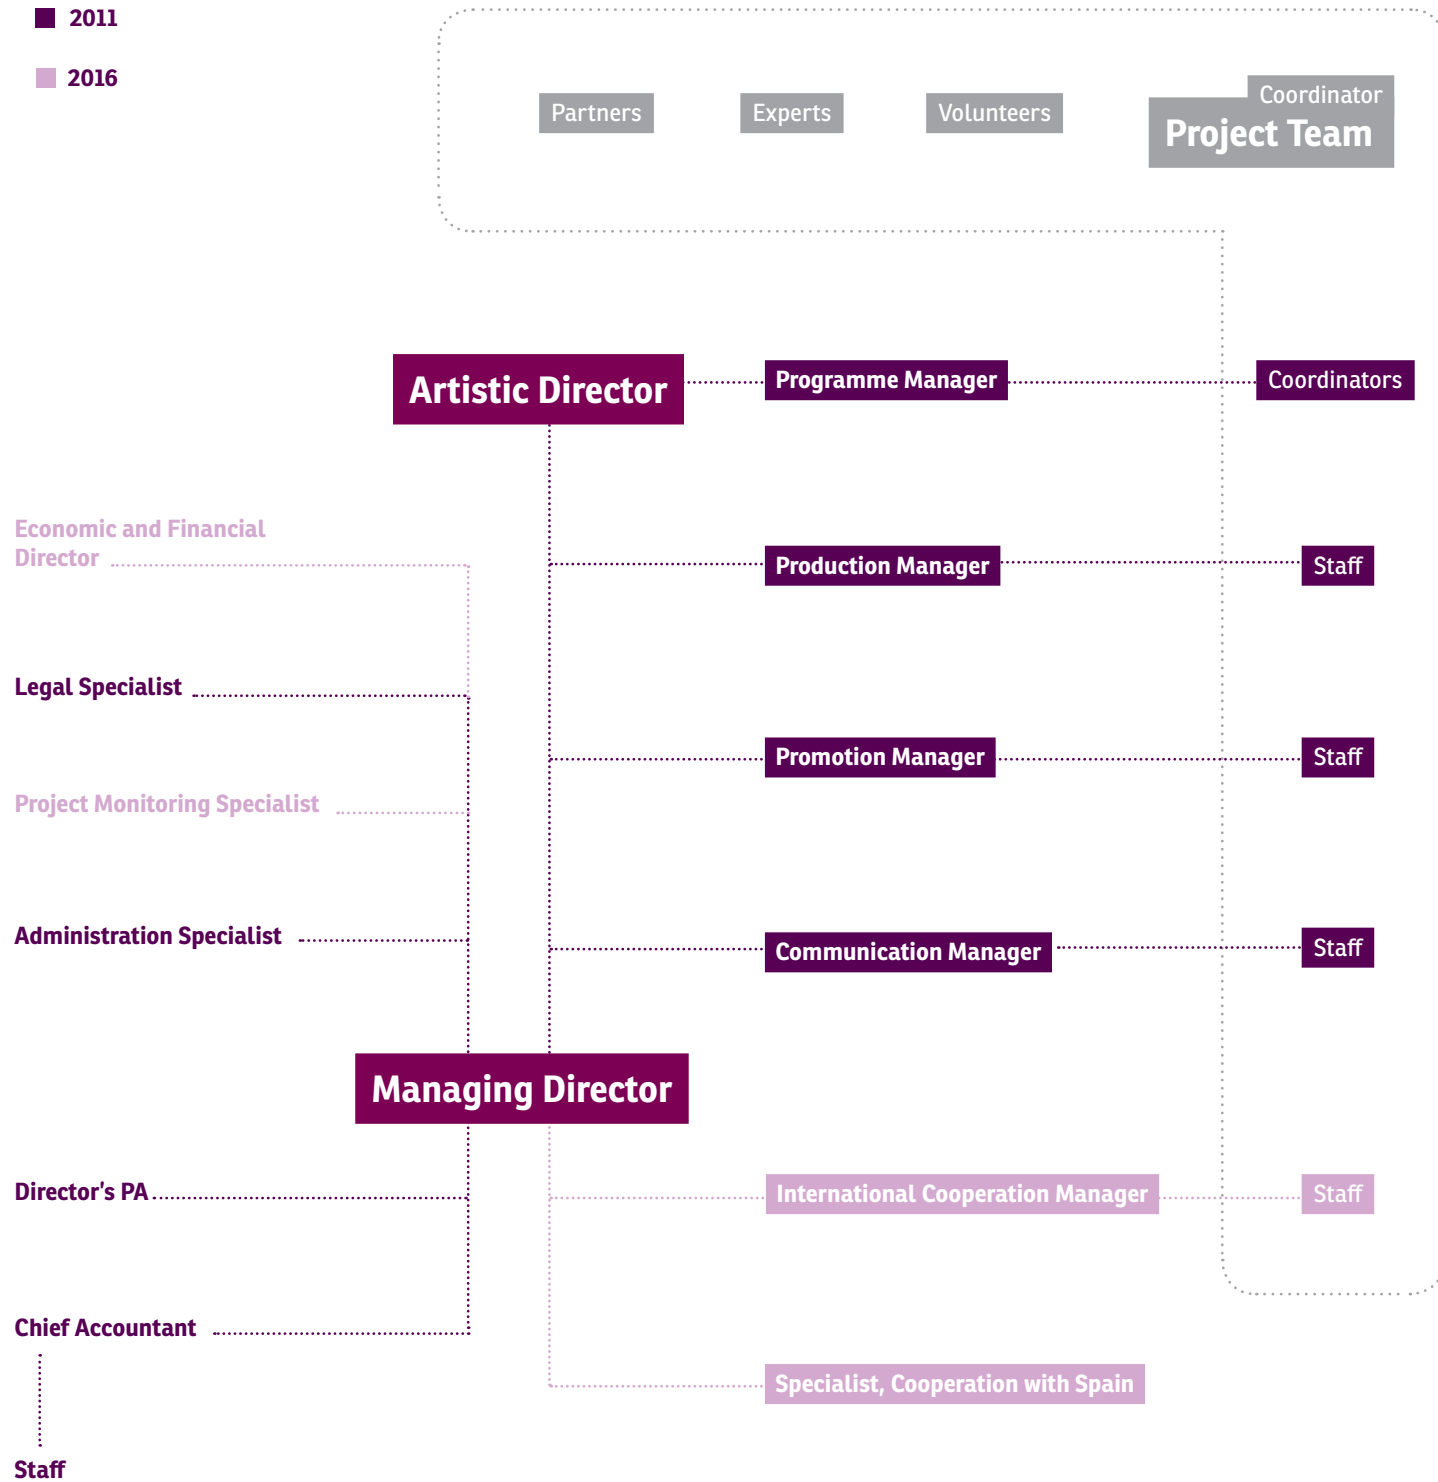 2011
2016
Partners
Experts
Volunteers
Coordinator
Project Team
Artistic Director
Programme Manager
Coordinators
Economic and Financial
Director
Production Manager
Staff
Legal Specialist
Promotion Manager
Staff
Project Monitoring Specialist
Administration Specialist
Communication Manager
Staff
Managing Director
Director’s PA
International Cooperation Manager
Staff
Chief Accountant
Specialist, Cooperation with Spain
Staff